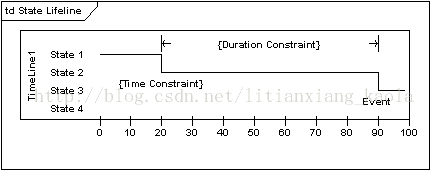 td State Lifeline
TimeLine1
State 1
{Duration Constraint}
State 2
{Time Constraint}
State 3
http://blog.csdn.net/litianxiang_kaola
Event
State 4
0 10 20 30 40 50 60 70 80 90 100